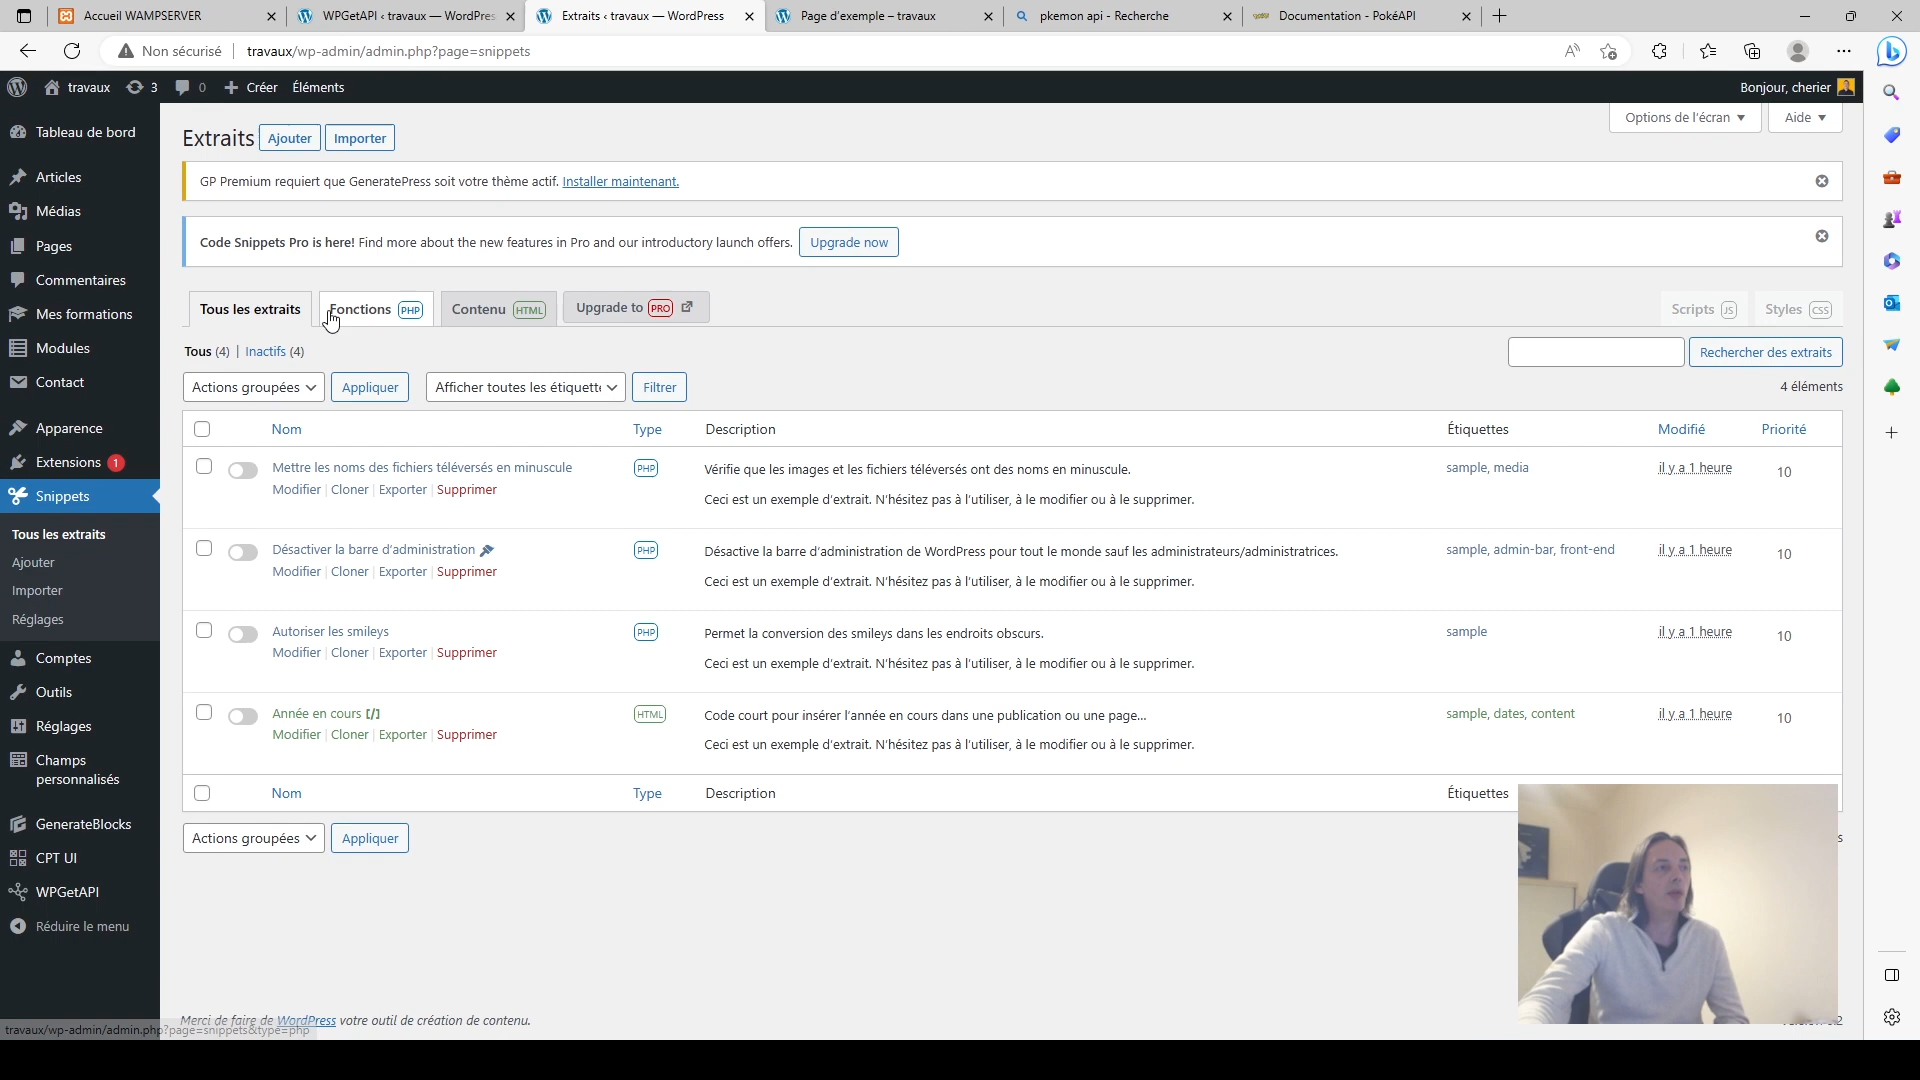 Accueil WAMPSERVER
WPGetAPI ‹ travaux — WordPres
Extraits ‹ travaux — WordPress
Page d'exemple – travaux
pkemon api - Recherche
Documentation - PokéAPI
Non sécurisé
travaux/wp-admin/admin.php?page=snippets
travaux
3
0
Créer
Éléments
Bonjour, cherier
Tableau de bord
Articles
Médias
Pages
Commentaires
Mes formations
Modules
Contact
Apparence
Extensions 1
Snippets
Tous les extraits
Ajouter
Importer
Réglages
Comptes
Outils
Réglages
Champs
personnalisés
GenerateBlocks
CPT UI
WPGetAPI
Réduire le menu
Options de l'écran
Aide
Extraits
Ajouter
Importer
GP Premium requiert que GeneratePress soit votre thème actif. Installer maintenant.
Code Snippets Pro is here! Find more about the new features in Pro and our introductory launch offers.
Upgrade now
Tous les extraits
Fonctions PHP
Contenu HTML
Upgrade to PRO
Scripts JS
Styles CSS
Tous (4) | Inactifs (4)
Rechercher des extraits
Actions groupées
Appliquer
Afficher toutes les étiquett
Filtrer
4 éléments
Nom
Type
Description
Étiquettes
Modifié
Priorité
Mettre les noms des fichiers téléversés en minuscule
PHP
Vérifie que les images et les fichiers téléversés ont des noms en minuscule.
sample, media
il y a 1 heure
10
Modifier | Cloner | Exporter | Supprimer
Ceci est un exemple d'extrait. N'hésitez pas à l'utiliser, à le modifier ou à le supprimer.
Désactiver la barre d'administration
PHP
Désactive la barre d'administration de WordPress pour tout le monde sauf les administrateurs/administratrices.
sample, admin-bar, front-end
il y a 1 heure
10
Modifier | Cloner | Exporter | Supprimer
Ceci est un exemple d'extrait. N'hésitez pas à l'utiliser, à le modifier ou à le supprimer.
Autoriser les smileys
PHP
Permet la conversion des smileys dans les endroits obscurs.
sample
il y a 1 heure
10
Modifier | Cloner | Exporter | Supprimer
Ceci est un exemple d'extrait. N'hésitez pas à l'utiliser, à le modifier ou à le supprimer.
Année en cours [/]
HTML
Code court pour insérer l'année en cours dans une publication ou une page…
sample, dates, content
il y a 1 heure
10
Modifier | Cloner | Exporter | Supprimer
Ceci est un exemple d'extrait. N'hésitez pas à l'utiliser, à le modifier ou à le supprimer.
Nom
Type
Description
Étiquettes
Actions groupées
Appliquer
Merci de faire de WordPress votre outil de création de contenu.
travaux/wp-admin/admin.php?page=snippets&type=php